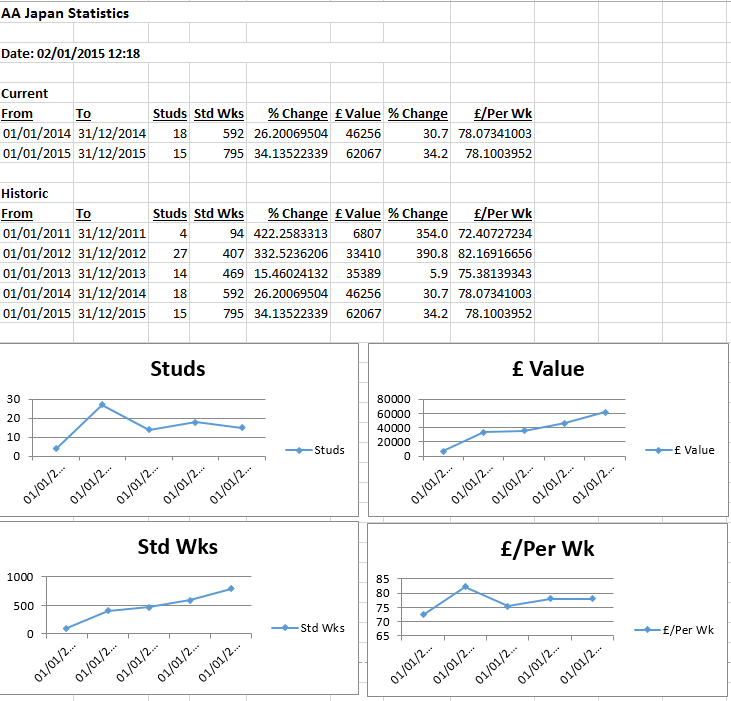 AA Japan Statistics
Date: 02/01/2015 12:18
Current
From To Studs Std Wks % Change £ Value % Change £/Per Wk
01/01/2014 31/12/2014 18 592 26.20069504 46256 30.7 78.07341003
01/01/2015 31/12/2015 15 795 34.13522339 62067 34.2 78.1003952
Historic
From To Studs Std Wks % Change £ Value % Change £/Per Wk
01/01/2011 31/12/2011 4 94 422.2583313 6807 354.0 72.40727234
01/01/2012 31/12/2012 27 407 332.5236206 33410 390.8 82.16916656
01/01/2013 31/12/2013 14 469 15.46024132 35389 5.9 75.38139343
01/01/2014 31/12/2014 18 592 26.20069504 46256 30.7 78.07341003
01/01/2015 31/12/2015 15 795 34.13522339 62067 34.2 78.1003952
Studs
30
20
10
0
01/01/2... 01/01/2... 01/01/2... 01/01/2... 01/01/2...
Studs
£ Value
80000
60000
40000
20000
0
01/01/2... 01/01/2... 01/01/2... 01/01/2... 01/01/2...
£ Value
Std Wks
1000
500
0
01/01/2... 01/01/2... 01/01/2... 01/01/2... 01/01/2...
Std Wks
£/Per Wk
85
80
75
70
65
01/01/2... 01/01/2... 01/01/2... 01/01/2... 01/01/2...
£/Per Wk